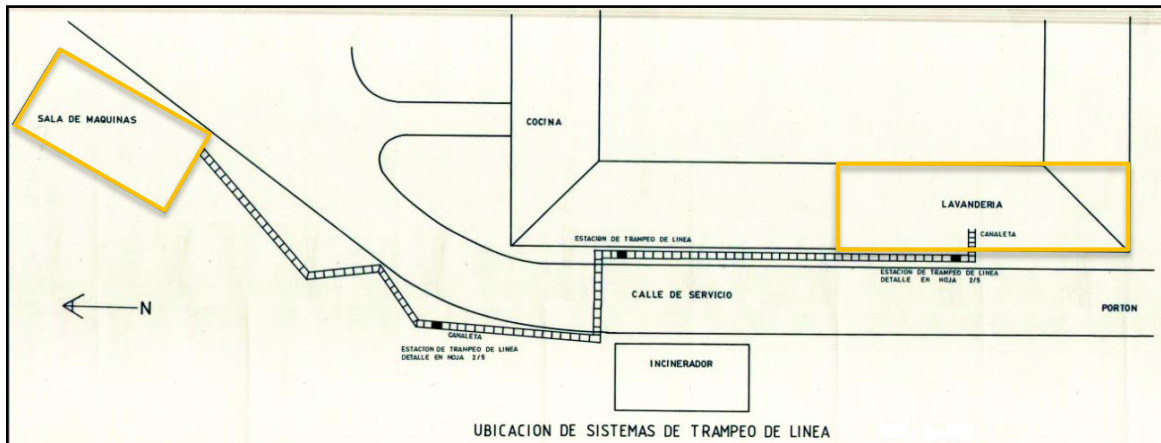 SALA DE MAQUINAS
COCINA
LAVANDERIA
CANALETA
ESTACION DE TRAMPEO DE LINEA
ESTACION DE TRAMPEO DE LINEA
DETALLE EN HOJA 2/5
CALLE DE SERVICIO
PORTON
N
CANALETA
ESTACION DE TRAMPEO DE LINEA
DETALLE EN HOJA 2/5
INCINERADOR
UBICACION DE SISTEMAS DE TRAMPEO DE LINEA